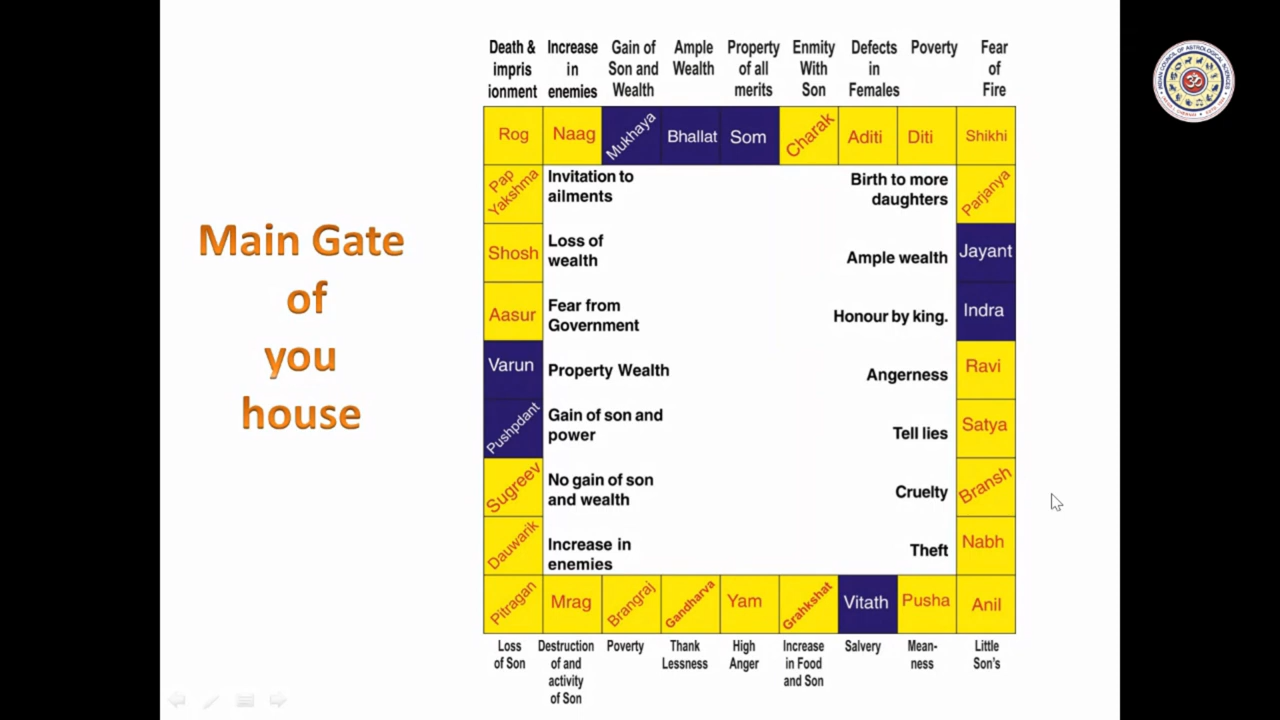 Main Gate
of
you
house
Death &
impris
ionment
Increase
in
enemies
Gain of
Son and
Wealth
Ample
Wealth
Property
of all
merits
Enmity
With
Son
Defects
in
Females
Poverty
Fear
of
Fire
Rog
Naag
Mukhaya
Bhallat
Som
Charak
Aditi
Diti
Shikhi
Pap
Yakshma
Invitation to
ailments
Birth to more
daughters
Parjanya
Shosh
Loss of
wealth
Ample wealth
Jayant
Aasur
Fear from
Government
Honour by king.
Indra
Varun
Property Wealth
Angerness
Ravi
Pushpdant
Gain of son and
power
Tell lies
Satya
Sugreev
No gain of son
and wealth
Cruelty
Bransh
Dauwarik
Increase in
enemies
Theft
Nabh
Pitragan
Mrag
Brangraj
Gandharva
Yam
Grahkshat
Vitath
Pusha
Anil
Loss
of Son
Destruction
of and
activity
of Son
Poverty
Thank
Lessness
High
Anger
Increase
in Food
and Son
Salvery
Mean-
ness
Little
Son's